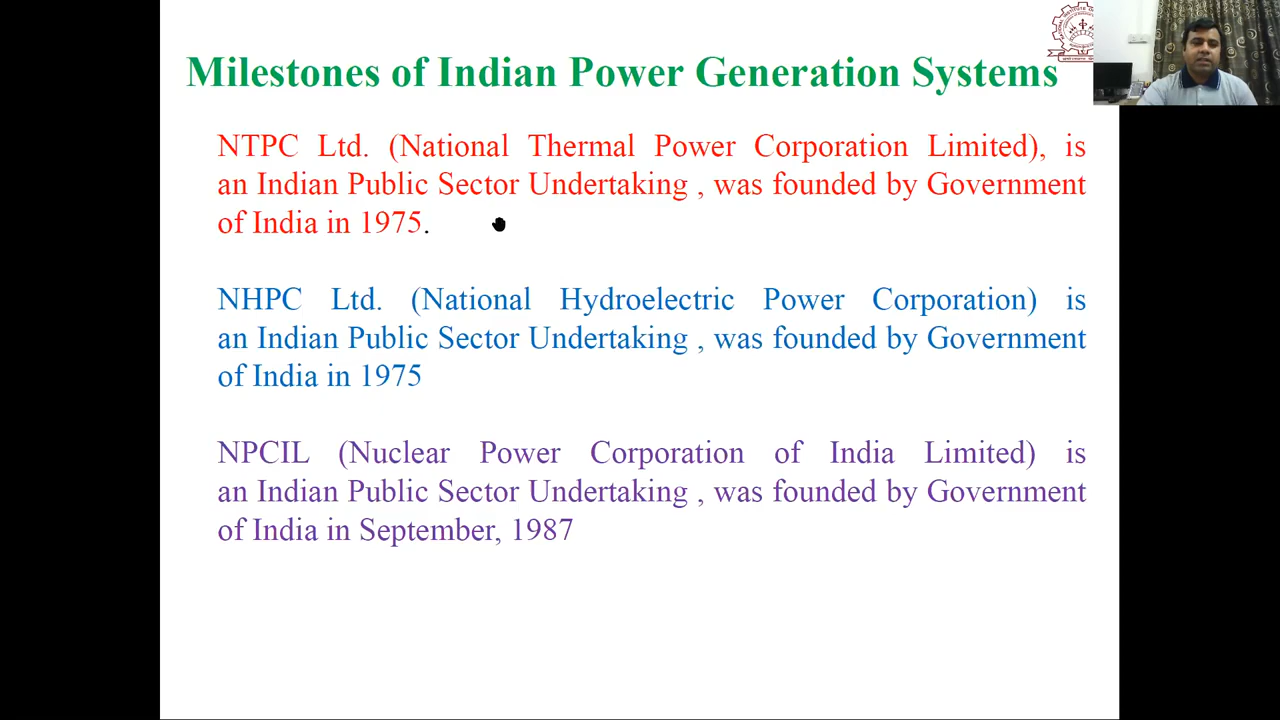 Milestones of Indian Power Generation Systems
NTPC Ltd. (National Thermal Power Corporation Limited), is
an Indian Public Sector Undertaking , was founded by Government
of India in 1975.
NHPC Ltd. (National Hydroelectric Power Corporation) is
an Indian Public Sector Undertaking , was founded by Government
of India in 1975
NPCIL (Nuclear Power Corporation of India Limited) is
an Indian Public Sector Undertaking , was founded by Government
of India in September, 1987